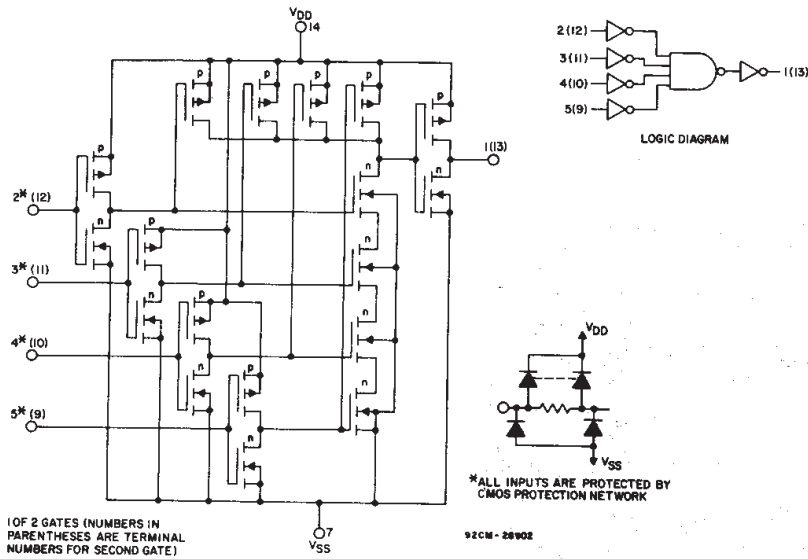 VDD
14
p
p
p
p
p
2(12)
3(11)
4(10)
5(9)
1(13)
LOGIC DIAGRAM
p
1(13)
n
n
2*(12)
n
p
n
3*(11)
n
p
n
4*(10)
n
p
n
5*(9)
n
VDD
VSS
*ALL INPUTS ARE PROTECTED BY
CMOS PROTECTION NETWORK
1 OF 2 GATES (NUMBERS IN
PARENTHESES ARE TERMINAL
NUMBERS FOR SECOND GATE)
7
VSS
92CM-28902